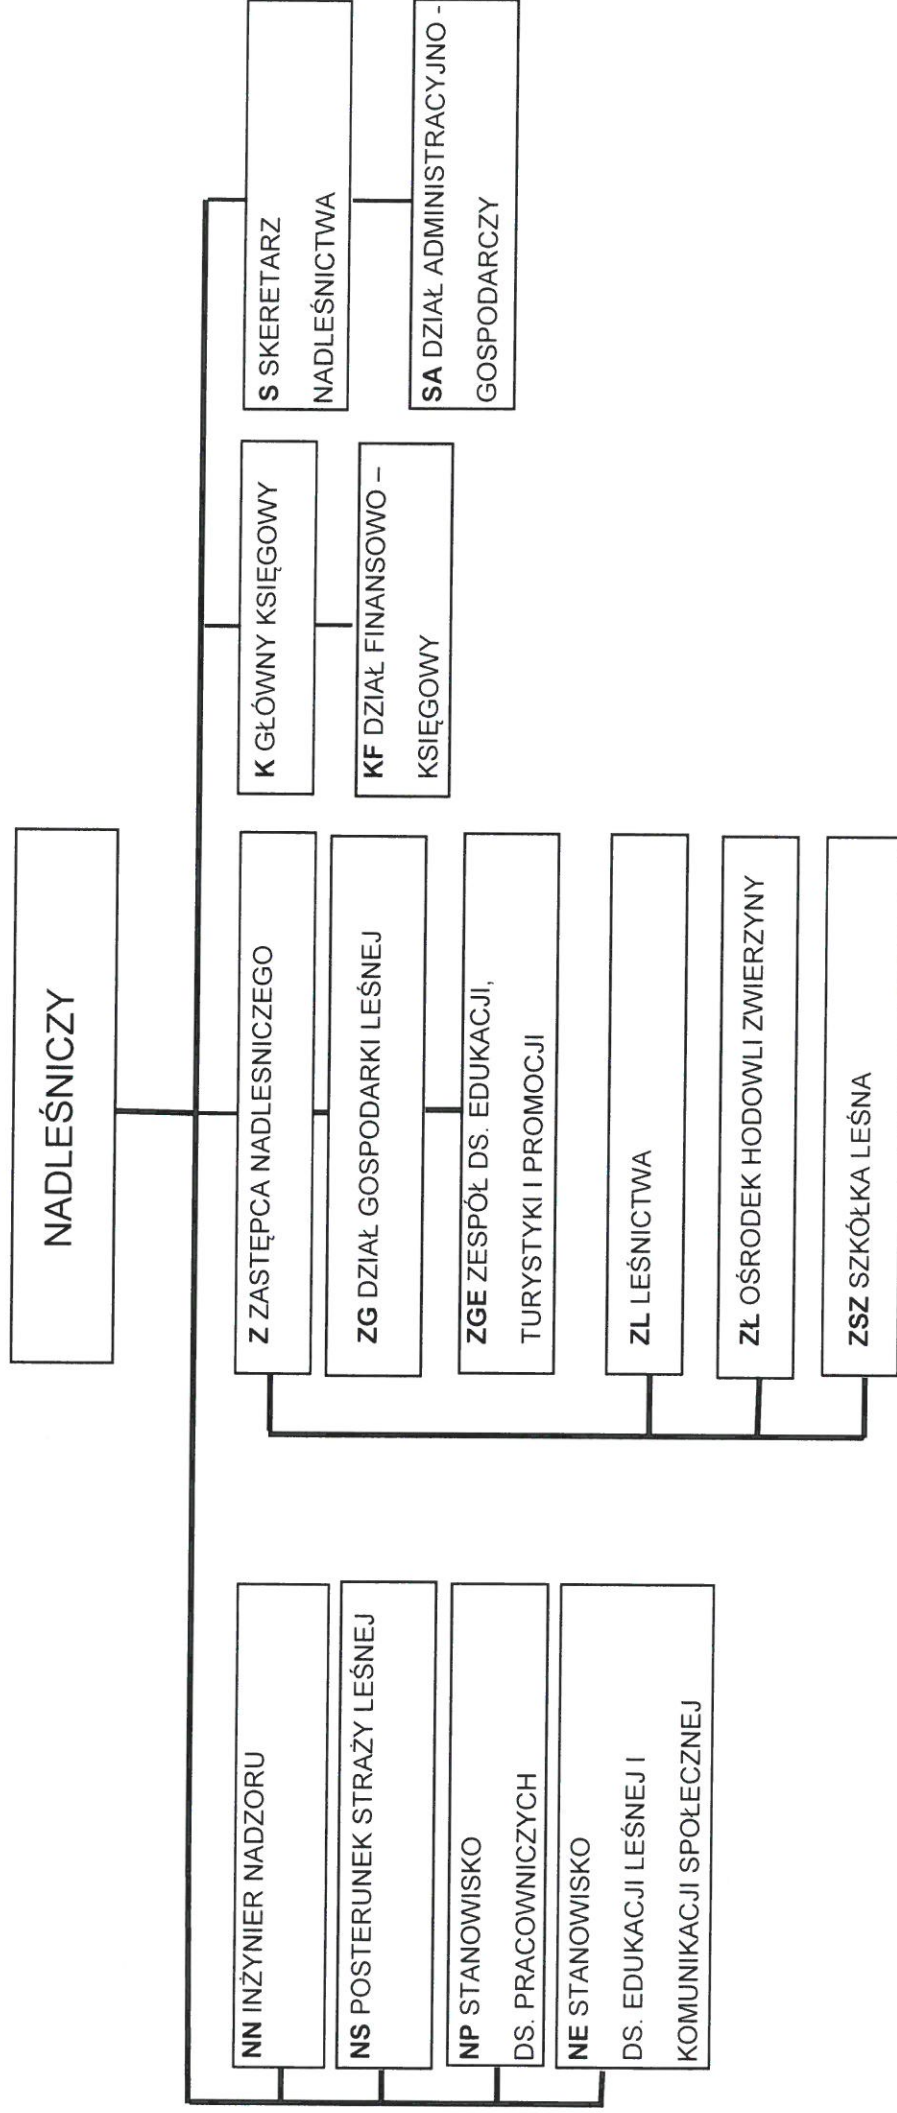 NADLEŚNICZY
NN INŻYNIER NADZORU
NS POSTERUNEK STRAŻY LEŚNEJ
NP STANOWISKO
DS. PRACOWNICZYCH
NE STANOWISKO
DS. EDUKACJI LEŚNEJ I
KOMUNIKACJI SPOŁECZNEJ
Z ZASTĘPCA NADLESNICZEGO
ZG DZIAŁ GOSPODARKI LEŚNEJ
ZGE ZESPÓŁ DS. EDUKACJI,
TURYSTYKI I PROMOCJI
ZL LEŚNICTWA
ZŁ OŚRODEK HODOWLI ZWIERZYNY
ZSZ SZKÓŁKA LEŚNA
K GŁÓWNY KSIĘGOWY
KF DZIAŁ FINANSOWO –
KSIĘGOWY
S SKERETARZ
NADLEŚNICTWA
SA DZIAŁ ADMINISTRACYJNO -
GOSPODARCZY